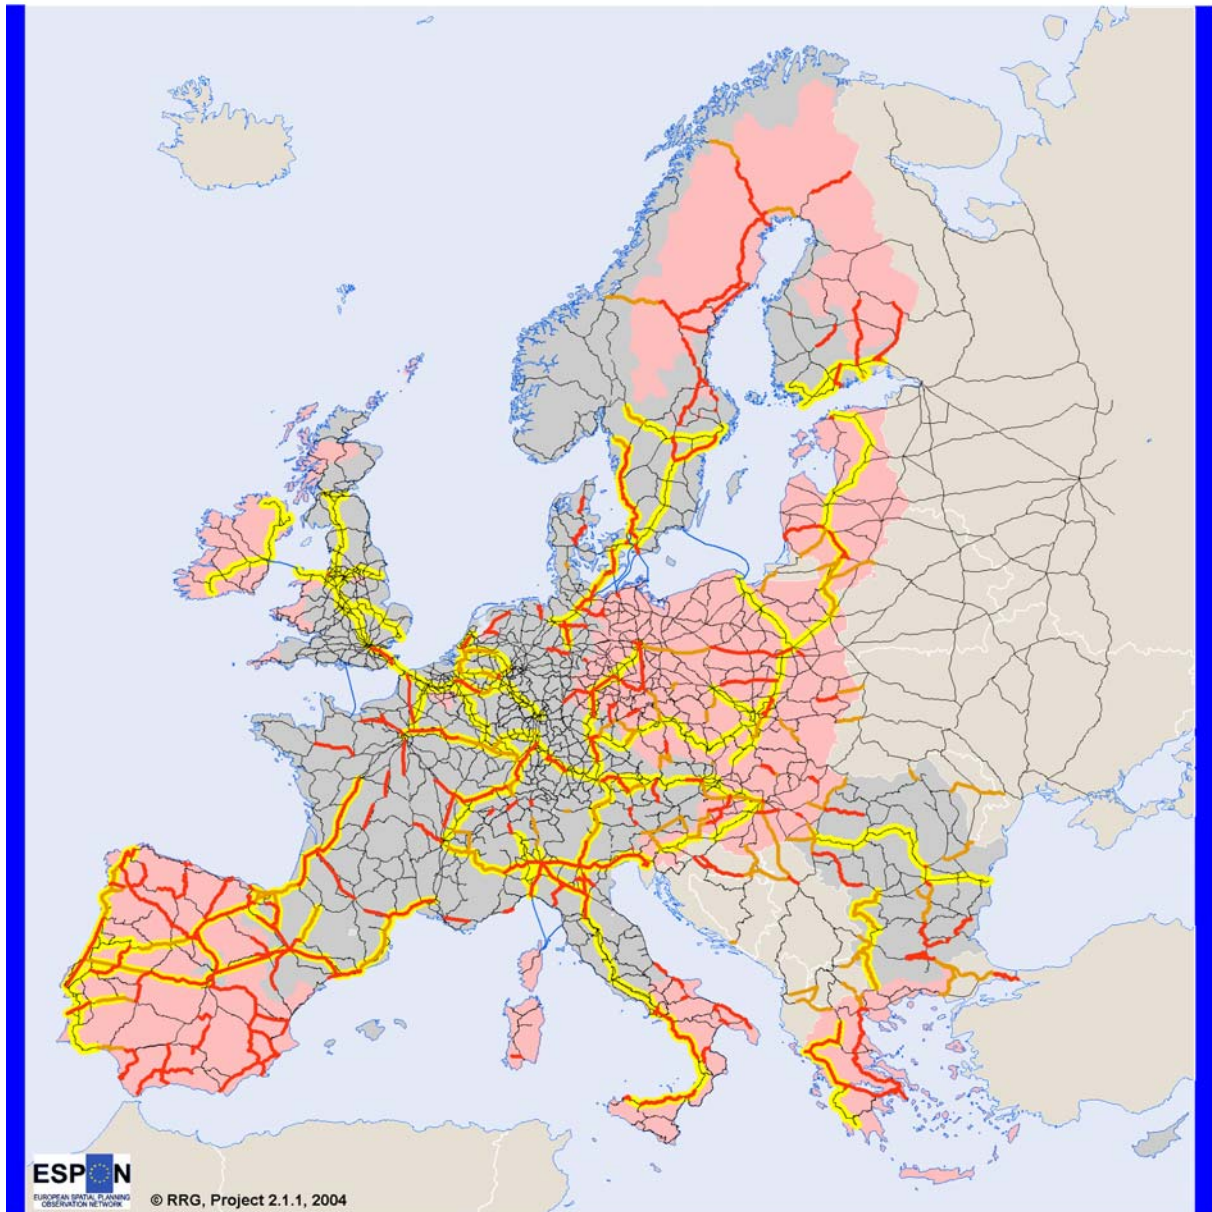 ESPON
EUROPEAN SPATIAL PLANNING
OBSERVATION NETWORK
© RRG, Project 2.1.1, 2004